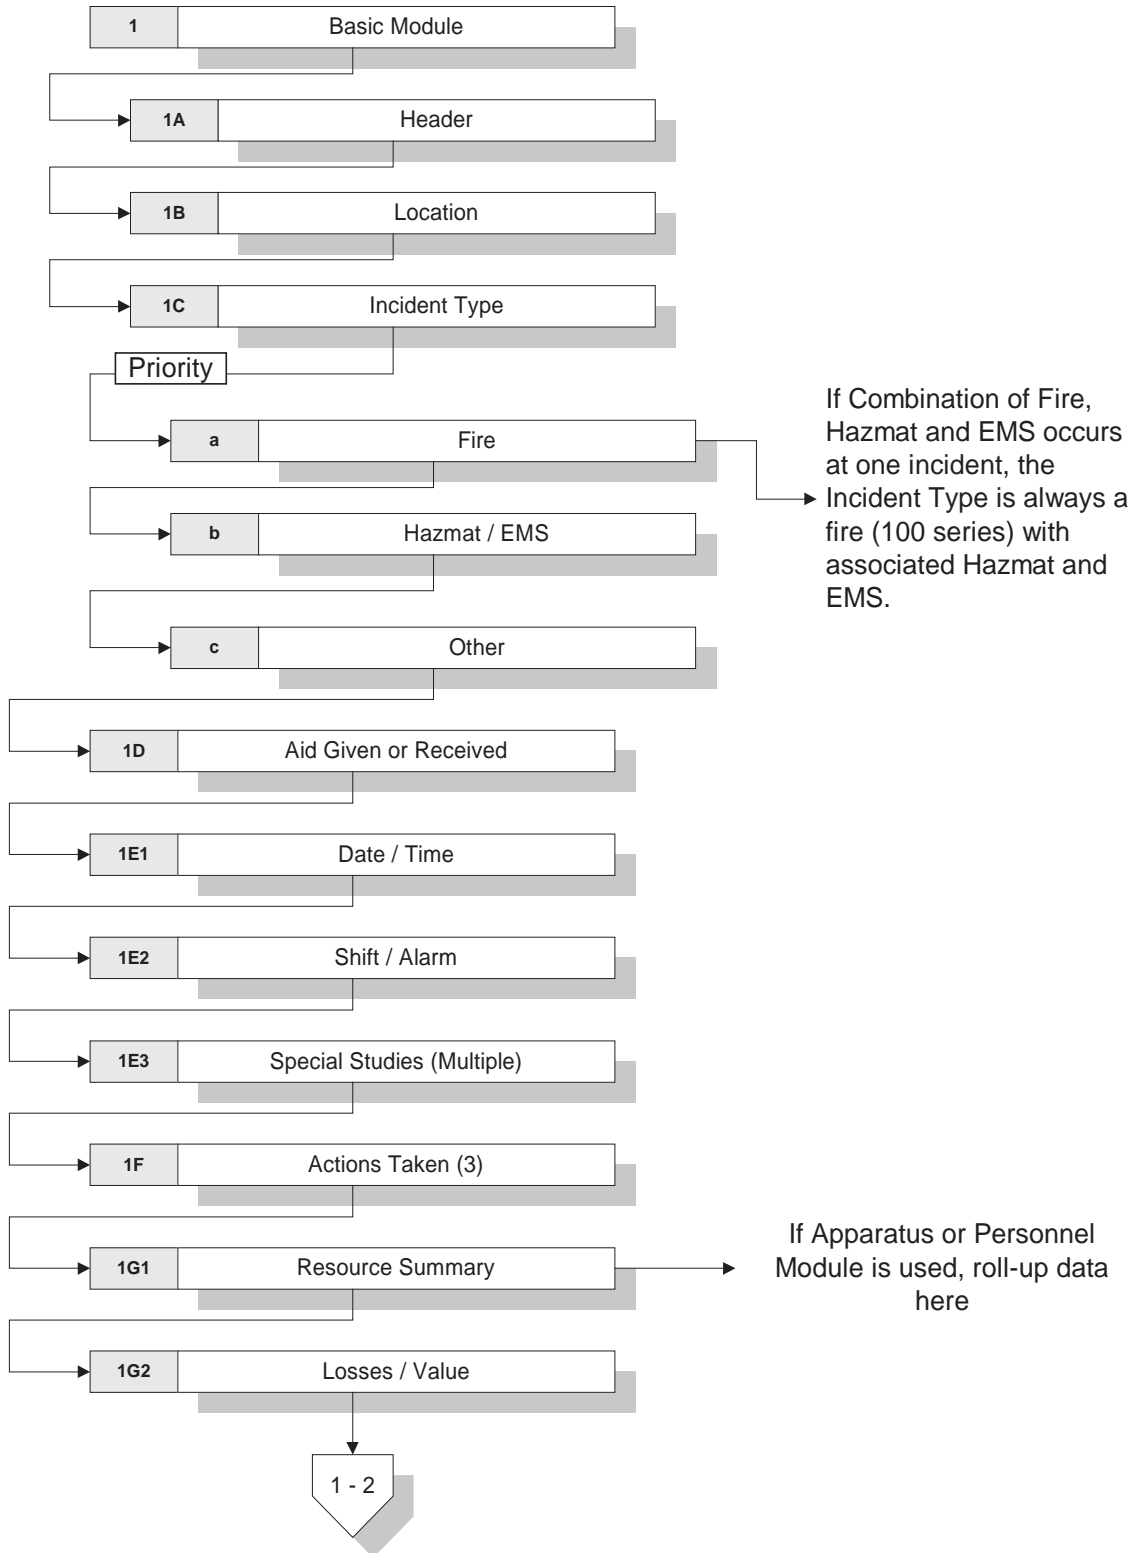 1 Basic Module
1A Header
1B Location
1C Incident Type
Priority
a Fire
If Combination of Fire,
Hazmat and EMS occurs
at one incident, the
Incident Type is always a
fire (100 series) with
associated Hazmat and
EMS.
b Hazmat / EMS
c Other
1D Aid Given or Received
1E1 Date / Time
1E2 Shift / Alarm
1E3 Special Studies (Multiple)
1F Actions Taken (3)
1G1 Resource Summary
If Apparatus or Personnel
Module is used, roll-up data
here
1G2 Losses / Value
1 - 2